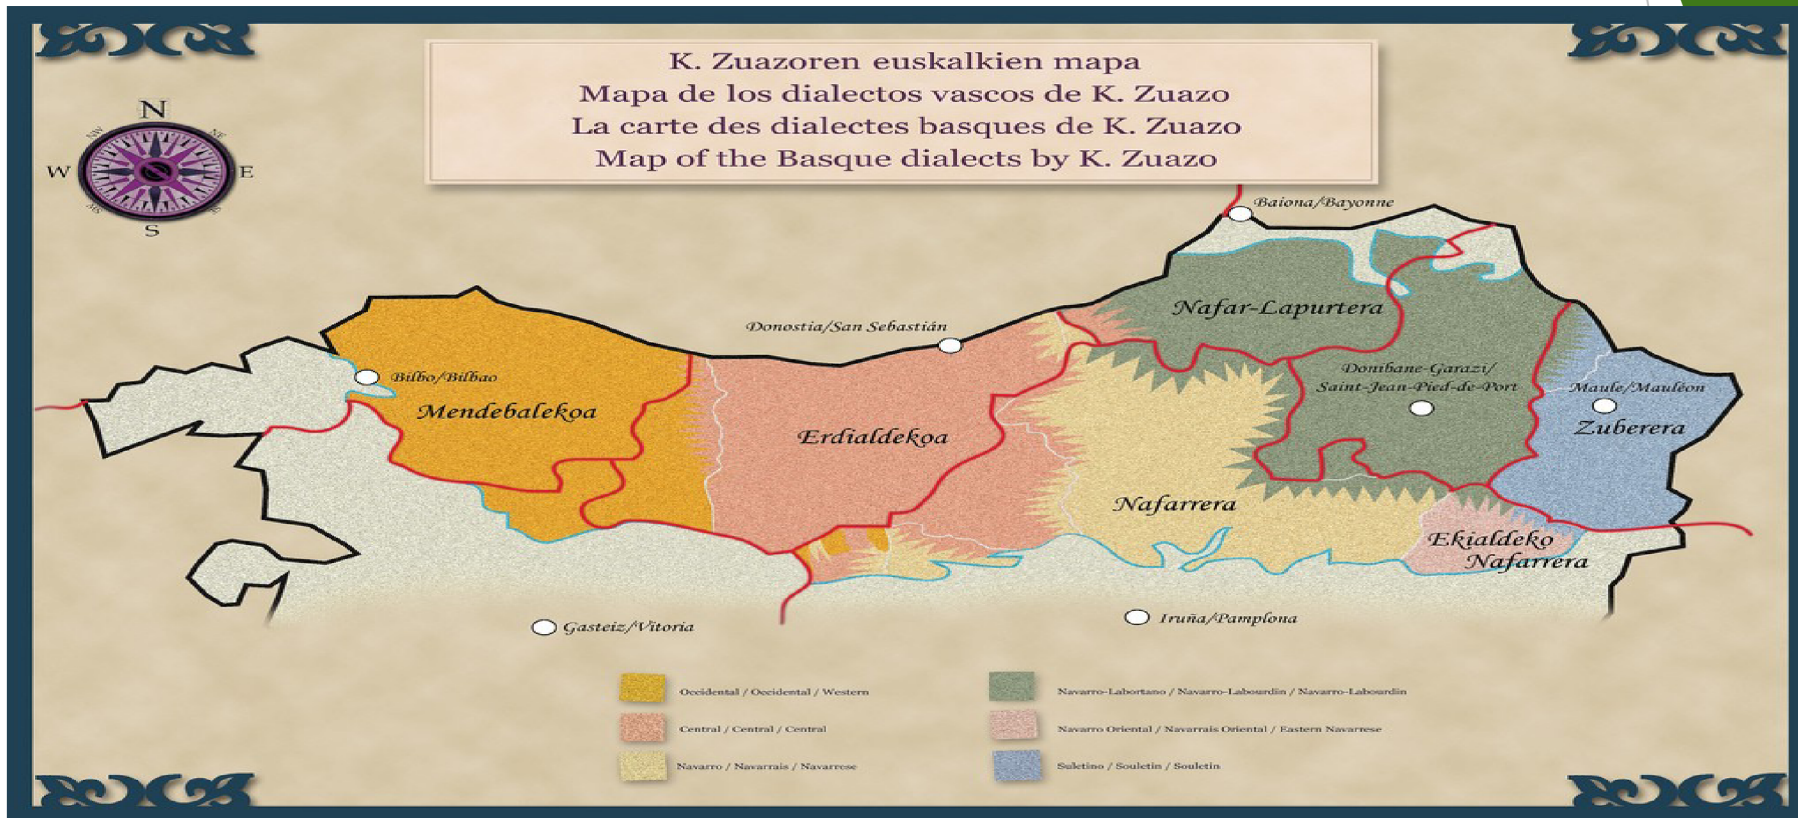 K. Zuazoren euskalkien mapa
Mapa de los dialectos vascos de K. Zuazo
La carte des dialectes basques de K. Zuazo
Map of the Basque dialects by K. Zuazo
N
NW
NE
W
E
S
Baiona/Bayonne
Nafar-Lapurtera
Donostia/San Sebastián
Bilbo/Bilbao
Mendebalekoa
Erdialdekoa
Donibane-Garazi/
Saint-Jean-Pied-de-Port
Maule/Mauléon
Zuberera
Nafarrera
Ekialdeko
Nafarrera
Gasteiz/Vitoria
Iruña/Pamplona
Occidental / Occidental / Western
Central / Central / Central
Navarro / Navarrais / Navarrese
Navarro-Labortano / Navarro-Labourdin / Navarro-Labourdin
Navarro Oriental / Navarrais Oriental / Eastern Navarrese
Suletino / Souletin / Souletin